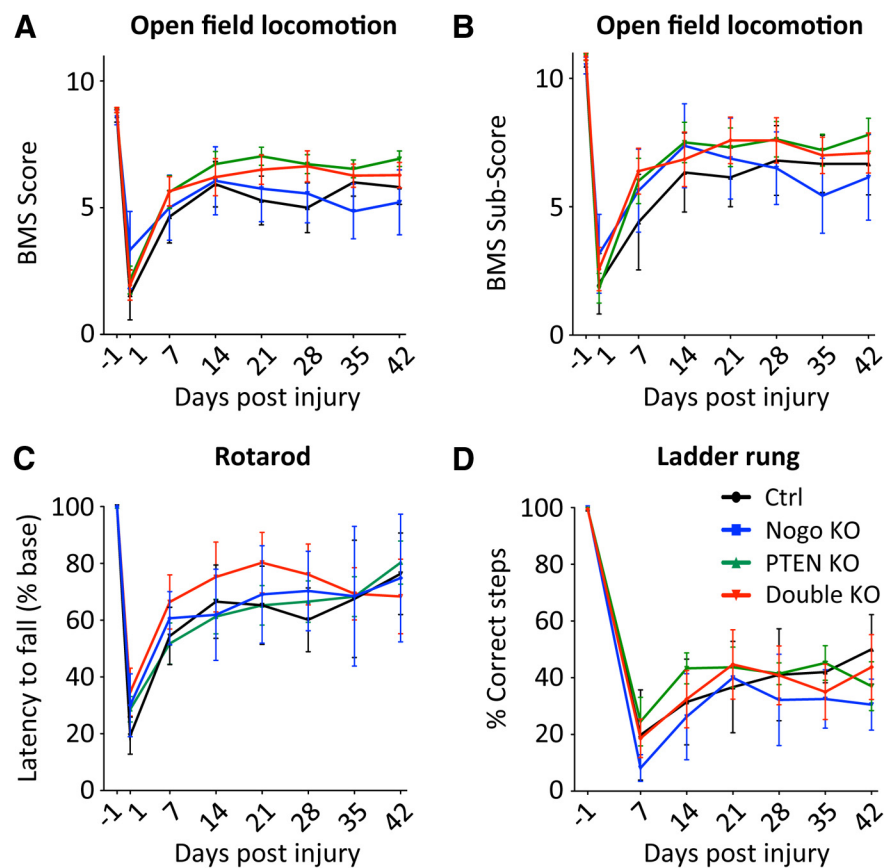 A
Open field locomotion
BMS Score
10
5
0
-1 1 7 14 21 28 35 42
Days post injury
B
Open field locomotion
BMS Sub-Score
10
5
0
-1 1 7 14 21 28 35 42
Days post injury
C
Rotarod
Latency to fall (% base)
100
80
60
40
20
0
-1 1 7 14 21 28 35 42
Days post injury
D
Ladder rung
% Correct steps
100
80
60
40
20
0
Ctrl
Nogo KO
PTEN KO
Double KO
-1 7 14 21 28 35 42
Days post injury